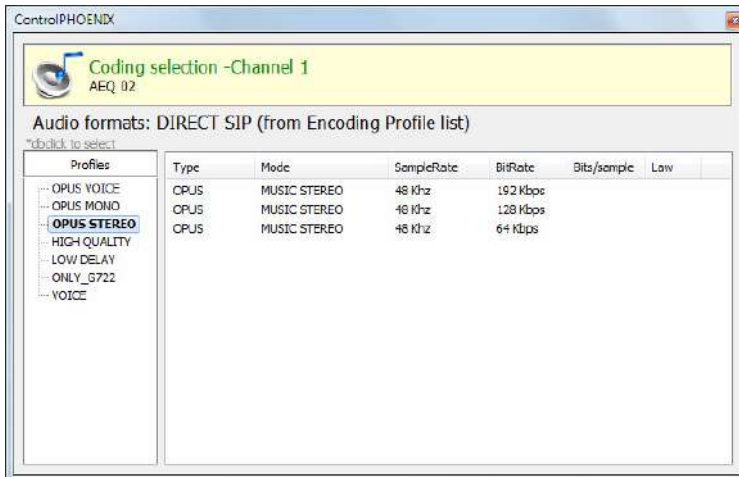 ControlPHOENIX
Coding selection -Channel 1
AEQ 02
Audio formats: DIRECT SIP (from Encoding Profile list)
*dbclick to select
Profiles
Type Mode SampleRate BitRate Bits/sample Law
OPUS VOICE
OPUS MONO
OPUS STEREO
HIGH QUALITY
LOW DELAY
ONLY_G722
VOICE
OPUS MUSIC STEREO 48 Khz 192 Kbps
OPUS MUSIC STEREO 48 Khz 128 Kbps
OPUS MUSIC STEREO 48 Khz 64 Kbps